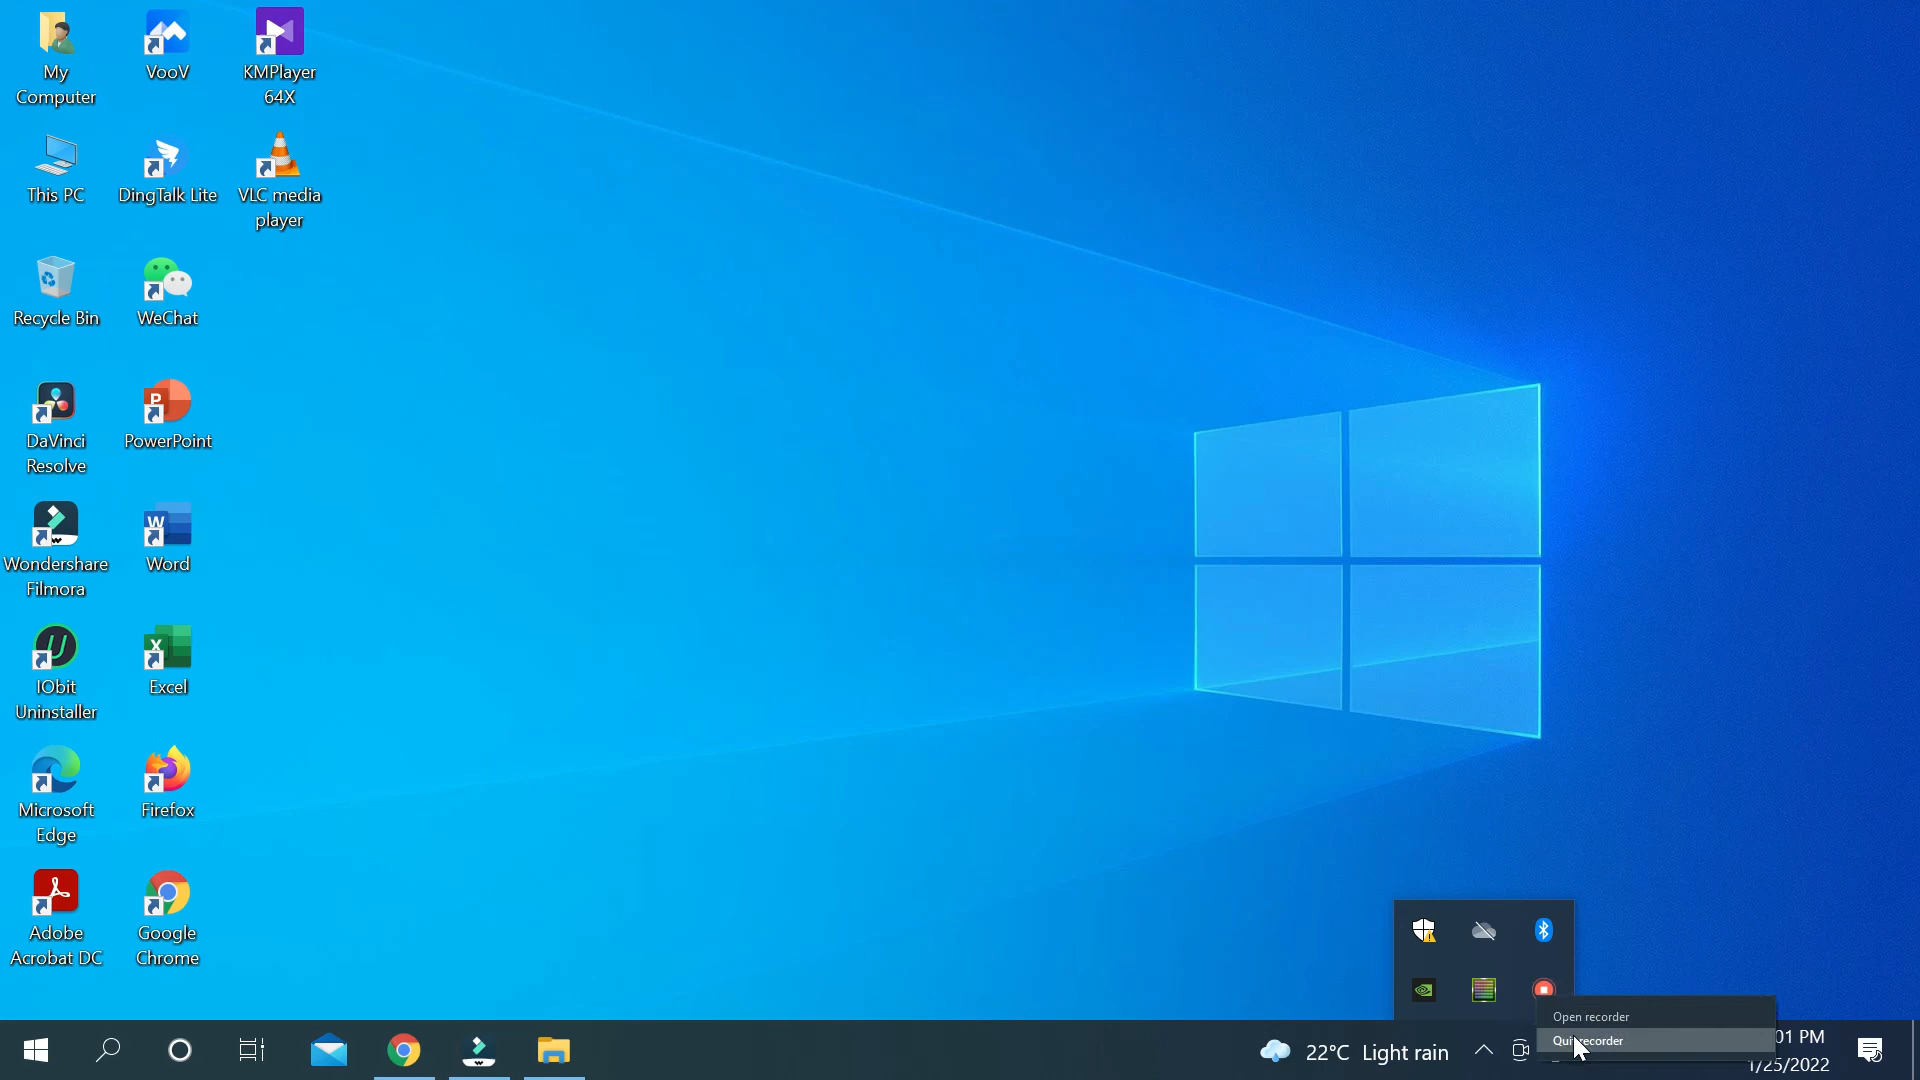 My
Computer
VooV
KMPlayer
64X
This PC
DingTalk Lite
VLC media
player
Recycle Bin
WeChat
DaVinci
Resolve
PowerPoint
Wondershare
Filmora
Word
IObit
Uninstaller
Excel
Microsoft
Edge
Firefox
Adobe
Acrobat DC
Google
Chrome
Open recorder
recorder
22°C Light rain
01 PM
1/25/2022